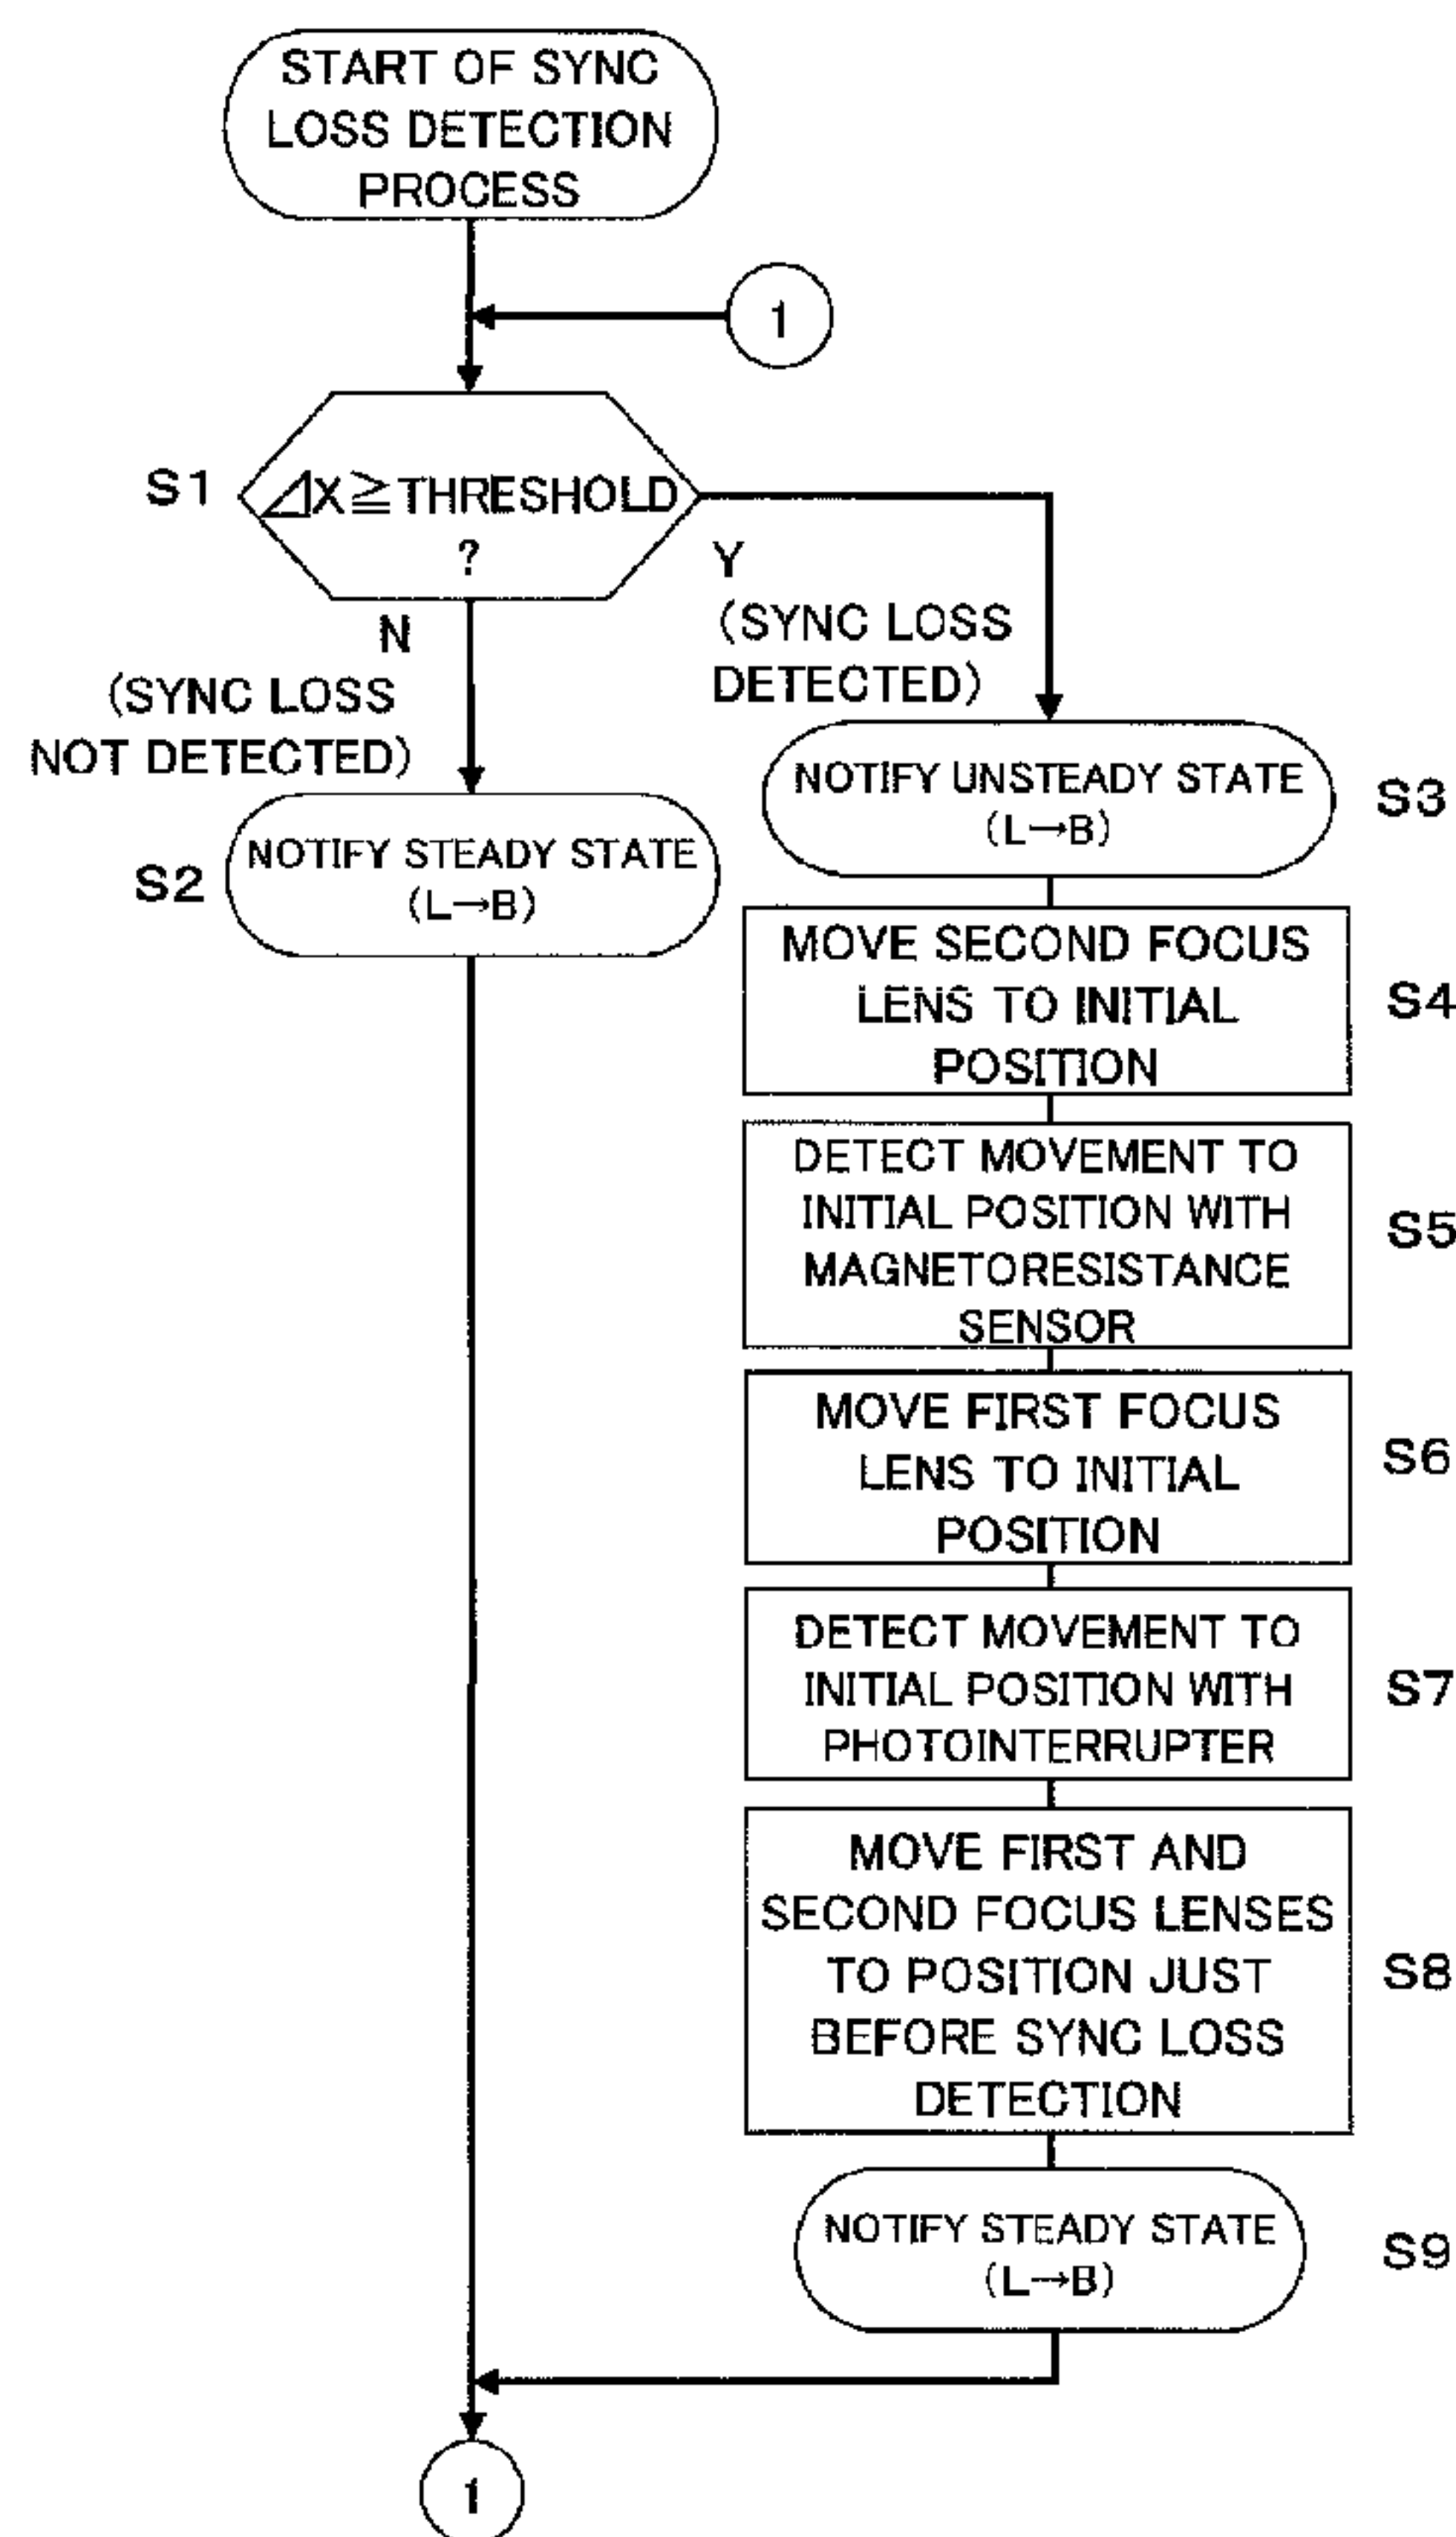 START OF SYNC
LOSS DETECTION
PROCESS
1
S1
⊿X≧THRESHOLD
?
Y
(SYNC LOSS
DETECTED)
N
(SYNC LOSS
NOT DETECTED)
S2
NOTIFY STEADY STATE
(L→B)
NOTIFY UNSTEADY STATE
(L→B)
S3
MOVE SECOND FOCUS
LENS TO INITIAL
POSITION
S4
DETECT MOVEMENT TO
INITIAL POSITION WITH
MAGNETORESISTANCE
SENSOR
S5
MOVE FIRST FOCUS
LENS TO INITIAL
POSITION
S6
DETECT MOVEMENT TO
INITIAL POSITION WITH
PHOTOINTERRUPTER
S7
MOVE FIRST AND
SECOND FOCUS LENSES
TO POSITION JUST
BEFORE SYNC LOSS
DETECTION
S8
NOTIFY STEADY STATE
(L→B)
S9
1